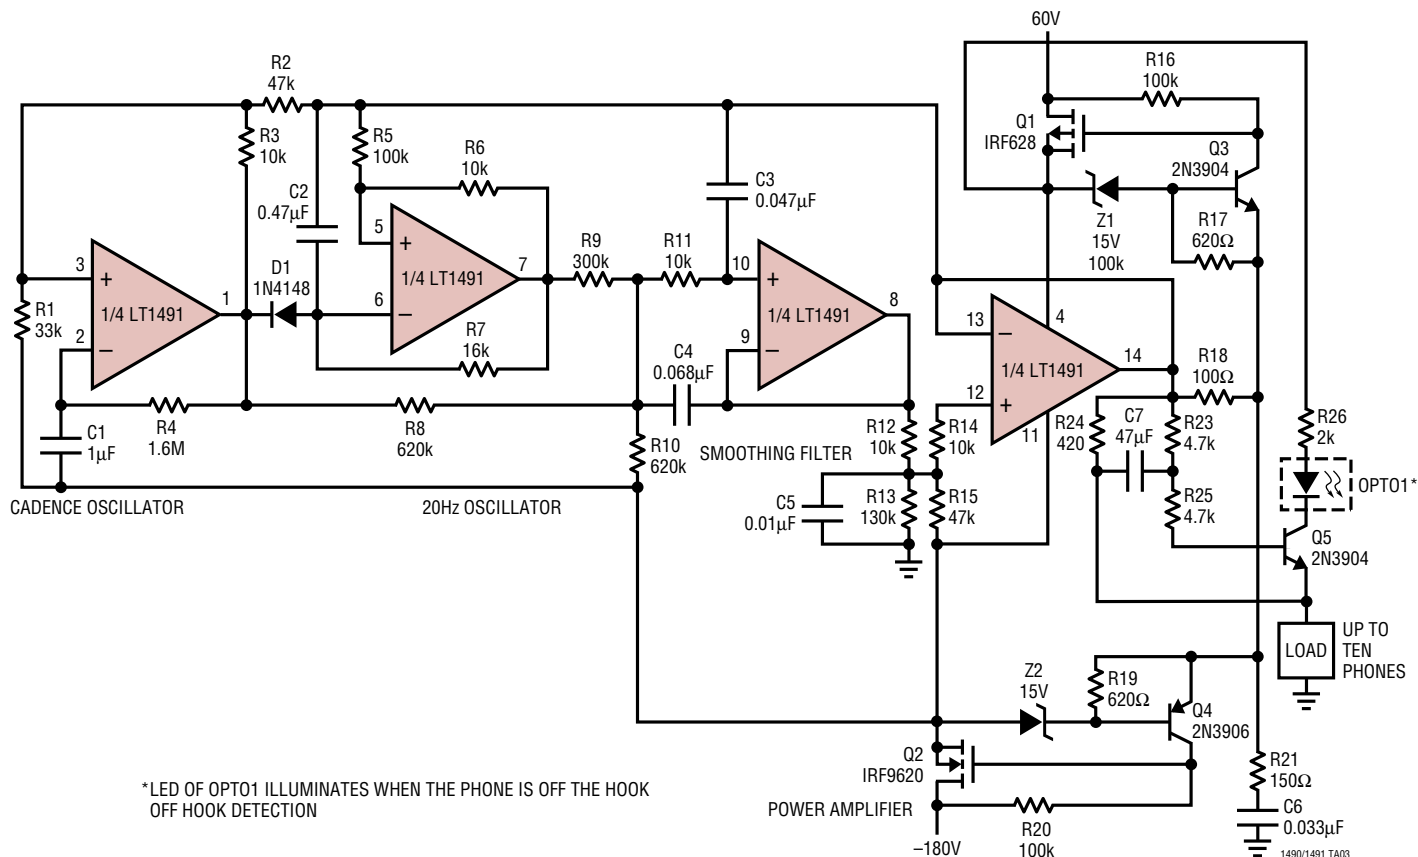 60V
R16
100k
R2
47k
Q1
IRF628
Q3
2N3904
R3
10k
R5
100k
R6
10k
C2
0.47µF
C3
0.047µF
Z1
15V
100k
R17
620Ω
5
+
3
+
D1
1N4148
1/4 LT1491
7
R9
300k
R11
10k
10
+
1/4 LT1491
1
6
–
1/4 LT1491
8
R1
33k
2
–
R7
16k
9
–
13
–
4
1/4 LT1491
14
R18
100Ω
C4
0.068µF
12
+
11
R4
1.6M
R8
620k
C1
1µF
R10
620k
SMOOTHING FILTER
R12
10k
R14
10k
R24
420
C7
47µF
R23
4.7k
R26
2k
OPTO1*
CADENCE OSCILLATOR
20Hz OSCILLATOR
C5
0.01µF
R13
130k
R15
47k
R25
4.7k
Q5
2N3904
LOAD
UP TO
TEN
PHONES
Z2
15V
R19
620Ω
Q4
2N3906
Q2
IRF9620
R21
150Ω
*LED OF OPTO1 ILLUMINATES WHEN THE PHONE IS OFF THE HOOK
OFF HOOK DETECTION
POWER AMPLIFIER
R20
100k
C6
0.033µF
–180V
1490/1491 TA03